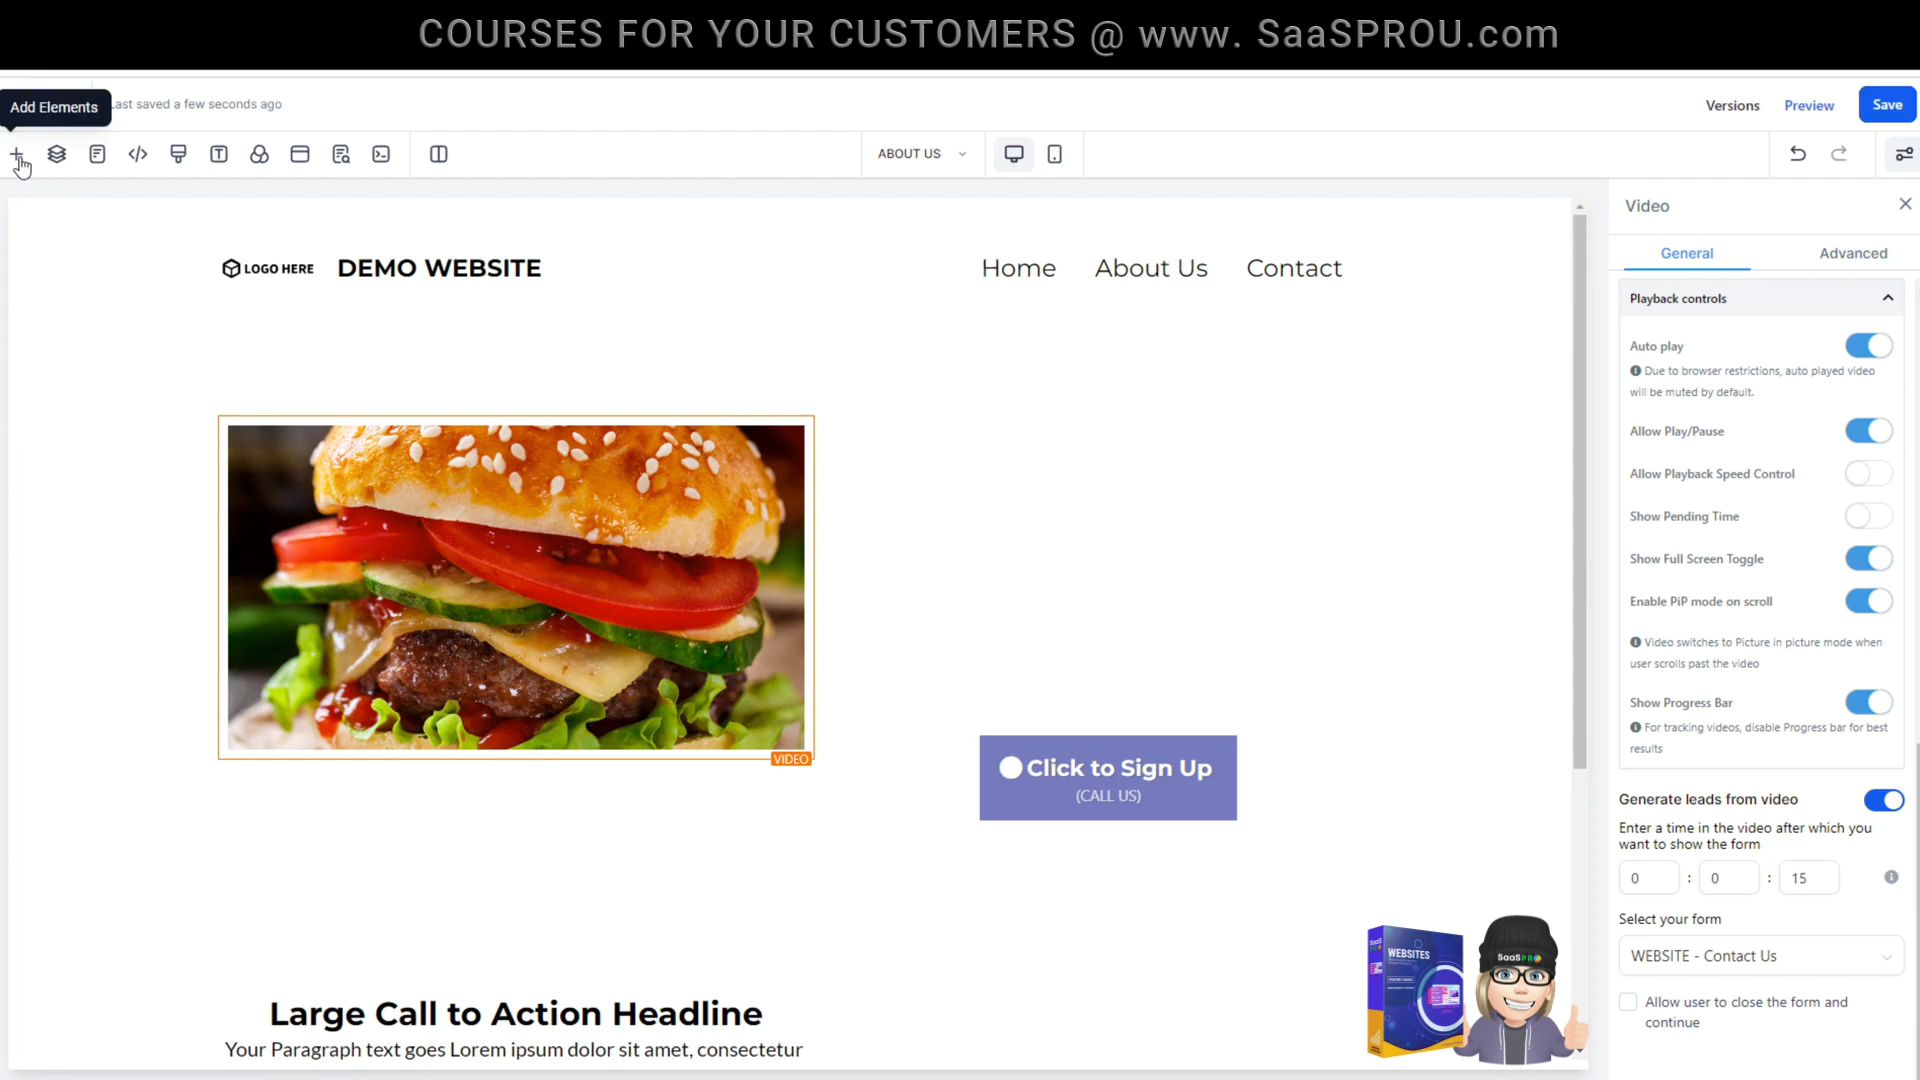 COURSES FOR YOUR CUSTOMERS @ www. SaaSPROU.com
Add Elements
Last saved a few seconds ago
Versions
Preview
Save
ABOUT US
Video
General
Advanced
LOGO HERE
DEMO WEBSITE
Home
About Us
Contact
Playback controls
Auto play
Due to browser restrictions, auto played video
will be muted by default.
Allow Play/Pause
Allow Playback Speed Control
Show Pending Time
Show Full Screen Toggle
Enable PiP mode on scroll
Video switches to Picture in picture mode when
user scrolls past the video
Show Progress Bar
For tracking videos, disable Progress bar for best
results
VIDEO
Click to Sign Up
(CALL US)
Generate leads from video
Enter a time in the video after which you
want to show the form
0 : 0 : 15
Select your form
WEBSITE - Contact Us
Allow user to close the form and
continue
WEBSITES
SaaSPRO
Large Call to Action Headline
Your Paragraph text goes Lorem ipsum dolor sit amet, consectetur